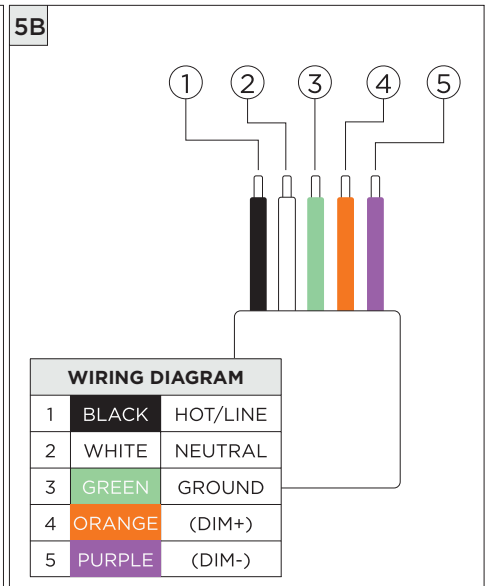 5B
1 2 3 4 5
WIRING DIAGRAM
1 BLACK HOT/LINE
2 WHITE NEUTRAL
3 GREEN GROUND
4 ORANGE (DIM+)
5 PURPLE (DIM-)